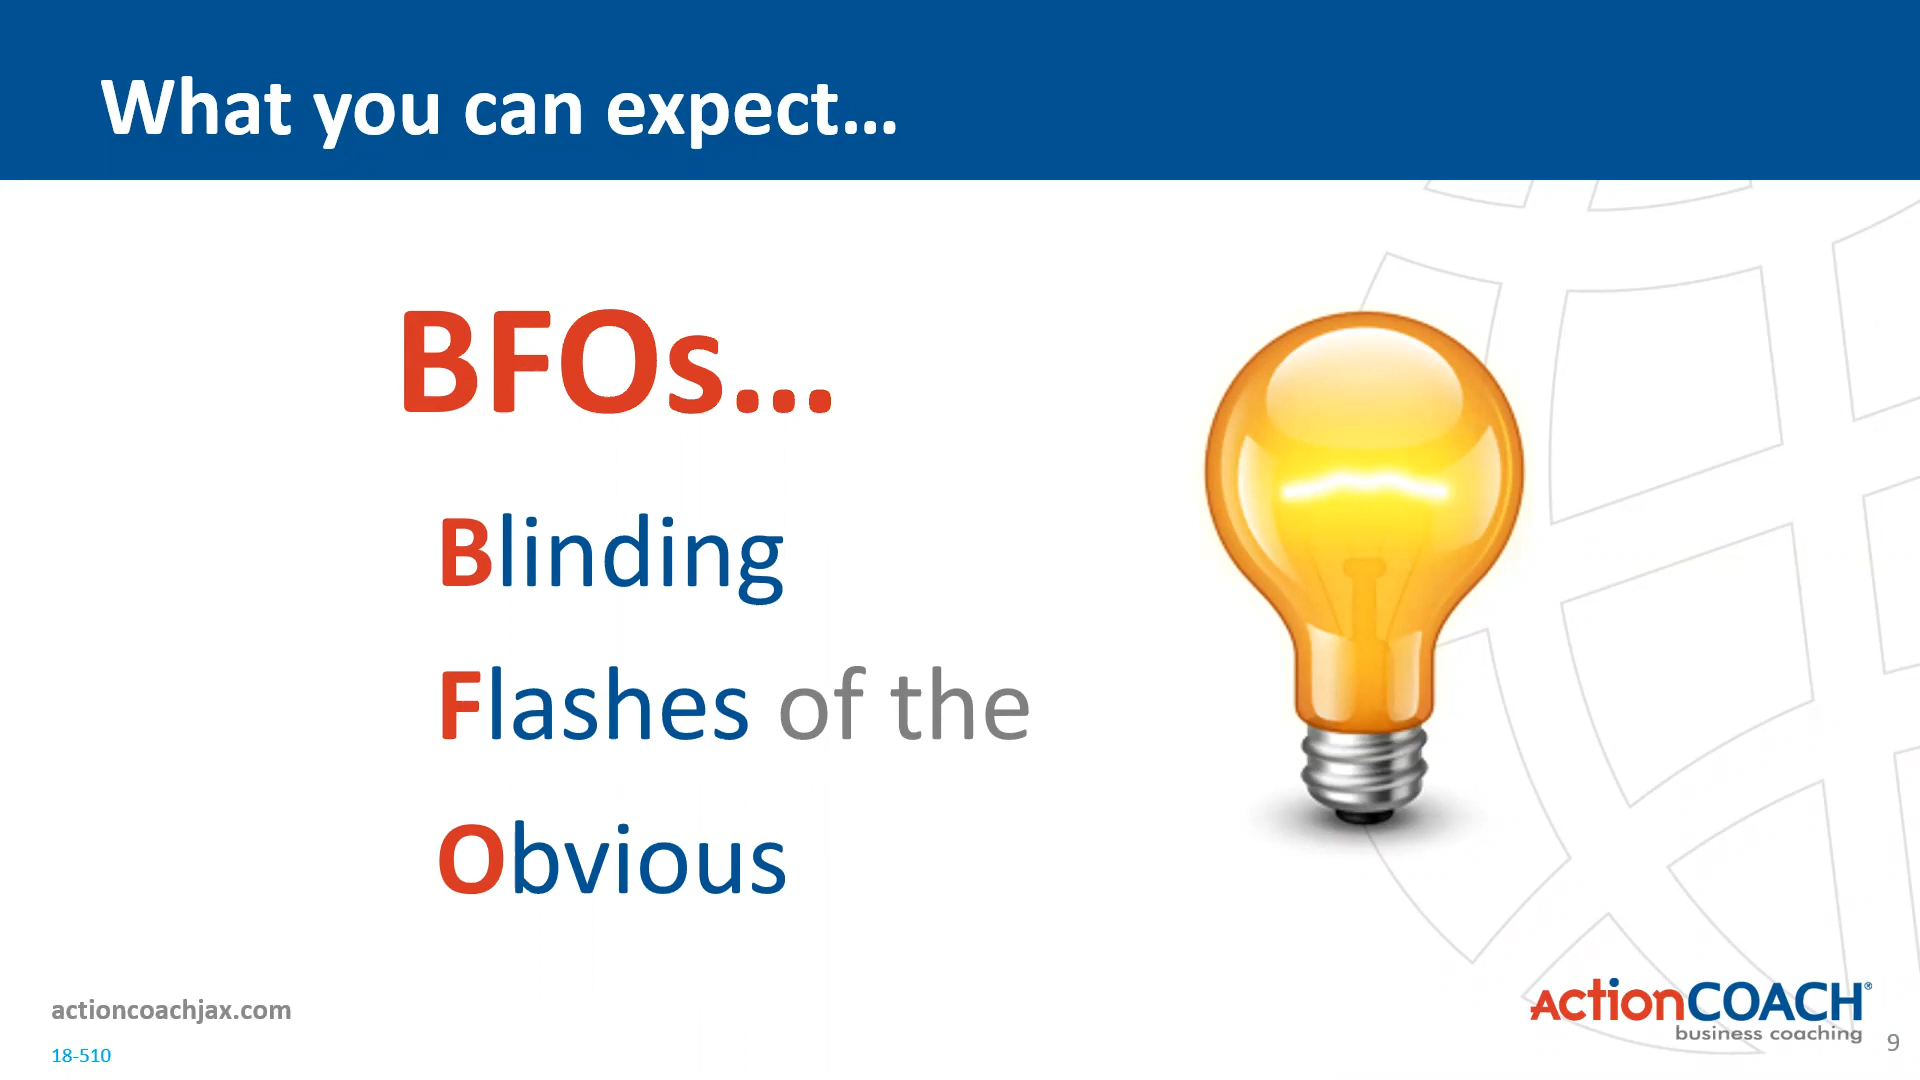 What you can expect...
BFOs...
Blinding
Flashes of the
Obvious
actioncoachjax.com
18-510
ActionCOACH®
business coaching
9